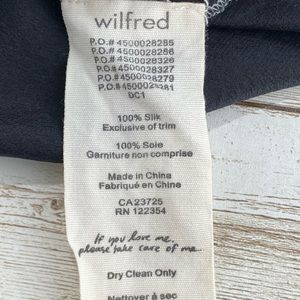 wilfred
P.O.# 4500028285
P.O.# 4500028286
P.O.# 4500028326
P.O.# 4500028327
P.O.# 4500028279
P.O.# 4500028281
DC1
100% Silk
Exclusive of trim
100% Soie
Garniture non comprise
Made in China
Fabriqué en Chine
CA 23725
RN 122354
If you love me,
please take care of me...
Dry Clean Only
Nettoyer à sec